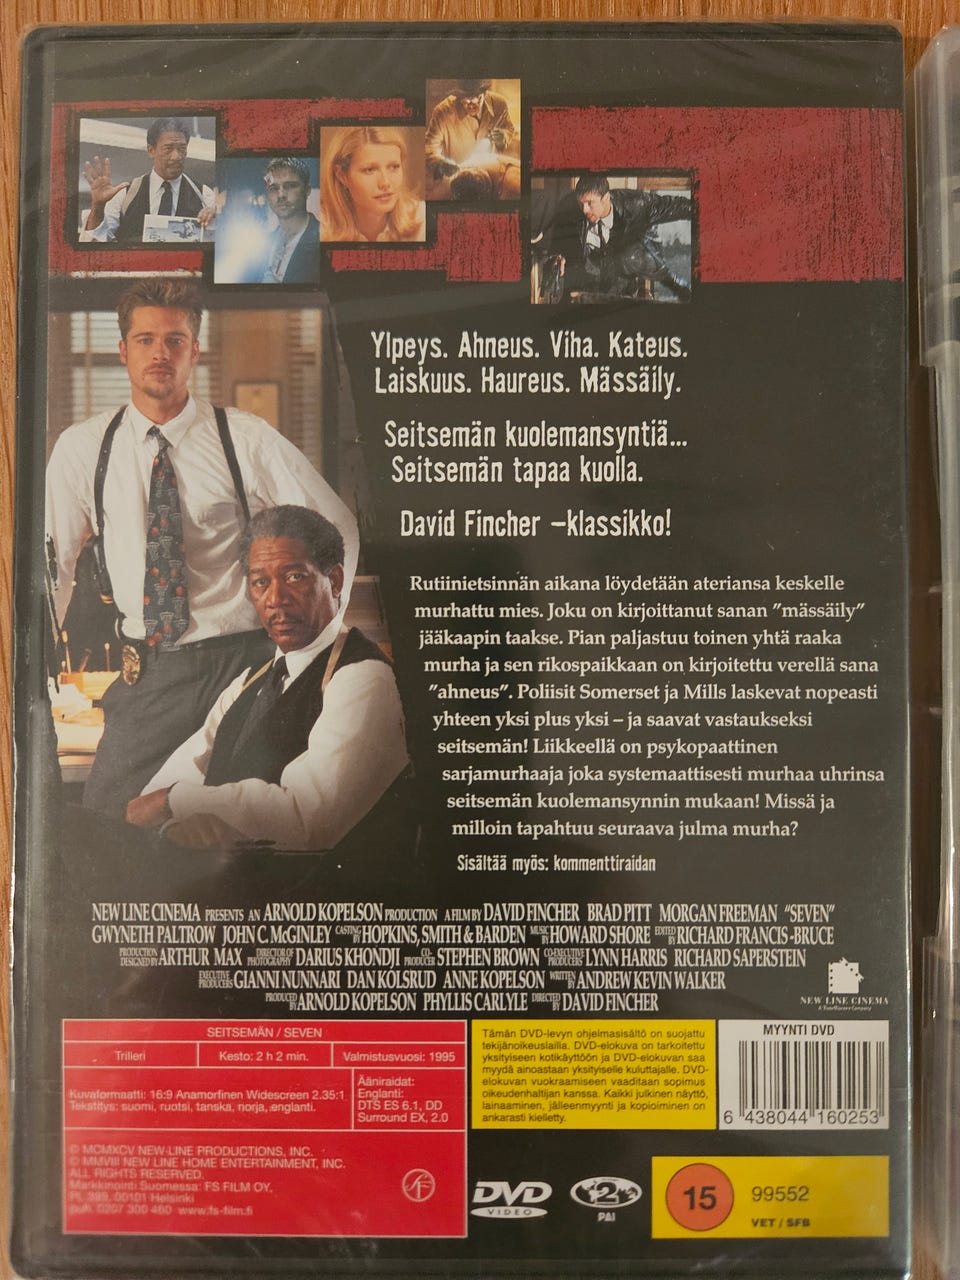 Ylpeys. Ahneus. Viha. Kateus.
Laiskuus. Haureus. Mässäily.
Seitsemän kuolemansyntiä...
Seitsemän tapaa kuolla.
David Fincher –klassikko!
Rutiinietsinnän aikana löydetään ateriansa keskelle
murhattu mies. Joku on kirjoittanut sanan ”mässäily”
jääkaapin taakse. Pian paljastuu toinen yhtä raaka
murha ja sen rikospaikkaan on kirjoitettu verellä sana
”ahneus”. Poliisit Somerset ja Mills laskevat nopeasti
yhteen yksi plus yksi – ja saavat vastaukseksi
seitsemän! Liikkeellä on psykopaattinen
sarjamurhaaja joka systemaattisesti murhaa uhrinsa
seitsemän kuolemansynnin mukaan! Missä ja
milloin tapahtuu seuraava julma murha?
Sisältää myös: kommenttiraidan
NEW LINE CINEMA PRESENTS AN ARNOLD KOPELSON PRODUCTION A FILM BY DAVID FINCHER BRAD PITT MORGAN FREEMAN “SEVEN”
GWYNETH PALTROW JOHN C. McGINLEY CASTING BY HOPKINS, SMITH & BARDEN MUSIC BY HOWARD SHORE EDITED BY RICHARD FRANCIS-BRUCE
PRODUCTION DESIGNED BY ARTHUR MAX DIRECTOR OF PHOTOGRAPHY DARIUS KHONDJI CO-PRODUCER STEPHEN BROWN CO-EXECUTIVE PRODUCERS LYNN HARRIS RICHARD SAPERSTEIN
EXECUTIVE PRODUCERS GIANNI NUNNARI DAN KOLSRUD ANNE KOPELSON WRITTEN BY ANDREW KEVIN WALKER
PRODUCED BY ARNOLD KOPELSON PHYLLIS CARLYLE DIRECTED BY DAVID FINCHER
NEW LINE CINEMA
A TimeWarner Company
SEITSEMÄN / SEVEN
Trilleri
Kesto: 2 h 2 min.
Valmistusvuosi: 1995
Kuvaformaatti: 16:9 Anamorfinen Widescreen 2.35:1
Tekstitys: suomi, ruotsi, tanska, norja, englanti.
Ääniraidat:
Englanti:
DTS ES 6.1, DD
Surround EX, 2.0
© MCMXCV NEW LINE PRODUCTIONS, INC.
© MMVIII NEW LINE HOME ENTERTAINMENT, INC.
ALL RIGHTS RESERVED.
Markkinointi Suomessa: FS FILM OY,
PL 399, 00101 Helsinki
puh. 0207 300 460 www.fs-film.fi
SF
Tämän DVD-levyn ohjelmasisältö on suojattu
tekijänoikeuslailla. DVD-elokuva on tarkoitettu
yksityiseen kotikäyttöön ja DVD-elokuvan saa
myydä ainoastaan yksityiselle kuluttajalle. DVD-
elokuvan vuokraamiseen vaaditaan sopimus
oikeudenhaltijan kanssa. Kaikki julkinen näyttö,
lainaaminen, jälleenmyynti ja kopioiminen on
ankarasti kielletty.
MYYNTI DVD
6 438044 160253
DVD
VIDEO
2
PAL
15
99552
VET / SFB